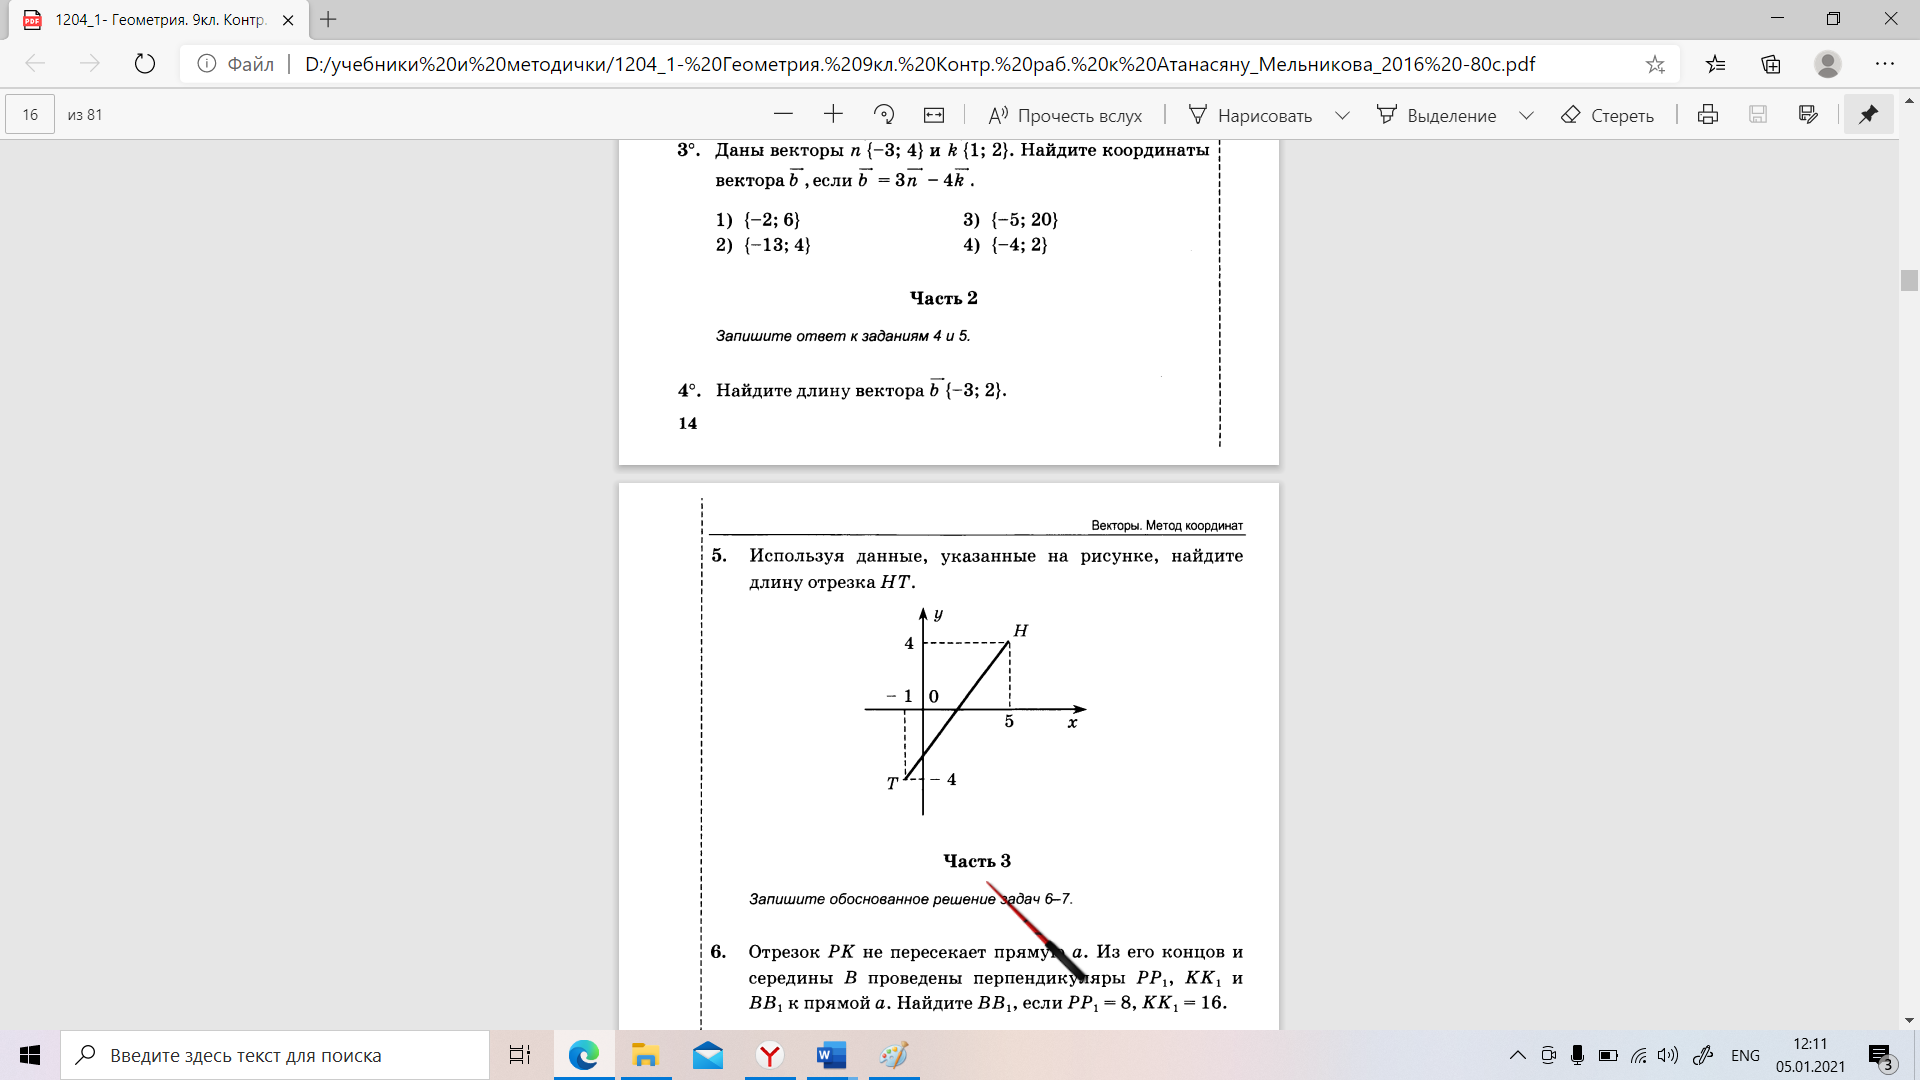 1204_1- Геометрия. 9кл. Контр.
Файл
D:/учебники%20и%20методички/1204_1-%20Геометрия.%209кл.%20Контр.%20раб.%20к%20Атанасяну_Мельникова_2016%20-80с.pdf
16 из 81
Прочесть вслух
Нарисовать
Выделение
Стереть
3°. Даны векторы n {−3; 4} и k {1; 2}. Найдите координаты
вектора b, если b = 3n − 4k.
1) {−2; 6} 3) {−5; 20}
2) {−13; 4} 4) {−4; 2}
Часть 2
Запишите ответ к заданиям 4 и 5.
4°. Найдите длину вектора b {−3; 2}.
14
Векторы. Метод координат
5. Используя данные, указанные на рисунке, найдите
длину отрезка HT.
y
H
4
− 1 0
5 x
T − 4
Часть 3
Запишите обоснованное решение задач 6–7.
6. Отрезок PK не пересекает прямую a. Из его концов и
середины B проведены перпендикуляры PP₁, KK₁ и
BB₁ к прямой a. Найдите BB₁, если PP₁ = 8, KK₁ = 16.
Введите здесь текст для поиска
ENG
12:11
05.01.2021
3